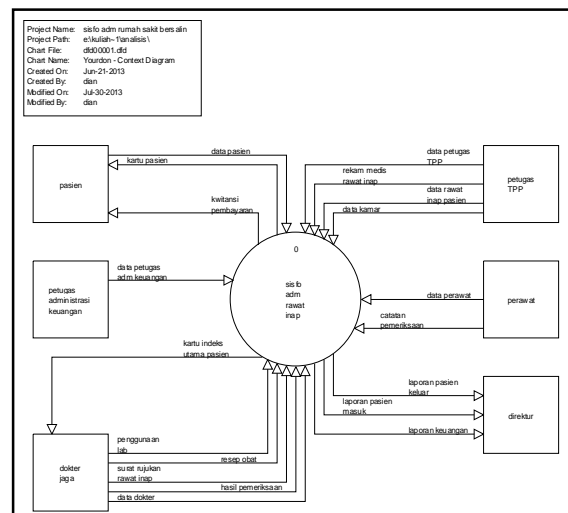 Project Name: sisfo adm rumah sakit bersalin
Project Path: e:\kuliah~1\analisis\
Chart File: dfd00001.dfd
Chart Name: Yourdon - Context Diagram
Created On: Jun-21-2013
Created By: dian
Modified On: Jul-30-2013
Modified By: dian
pasien
data pasien
kartu pasien
kwitansi
pembayaran
data petugas
TPP
rekam medis
rawat inap
data rawat
inap pasien
data kamar
petugas
TPP
0
sisfo
adm
rawat
inap
petugas
administrasi
keuangan
data petugas
adm keuangan
data perawat
catatan
pemeriksaan
perawat
kartu indeks
utama pasien
laporan pasien
keluar
laporan pasien
masuk
laporan keuangan
direktur
dokter
jaga
penggunaan
lab
resep obat
surat rujukan
rawat inap
hasil pemeriksaan
data dokter